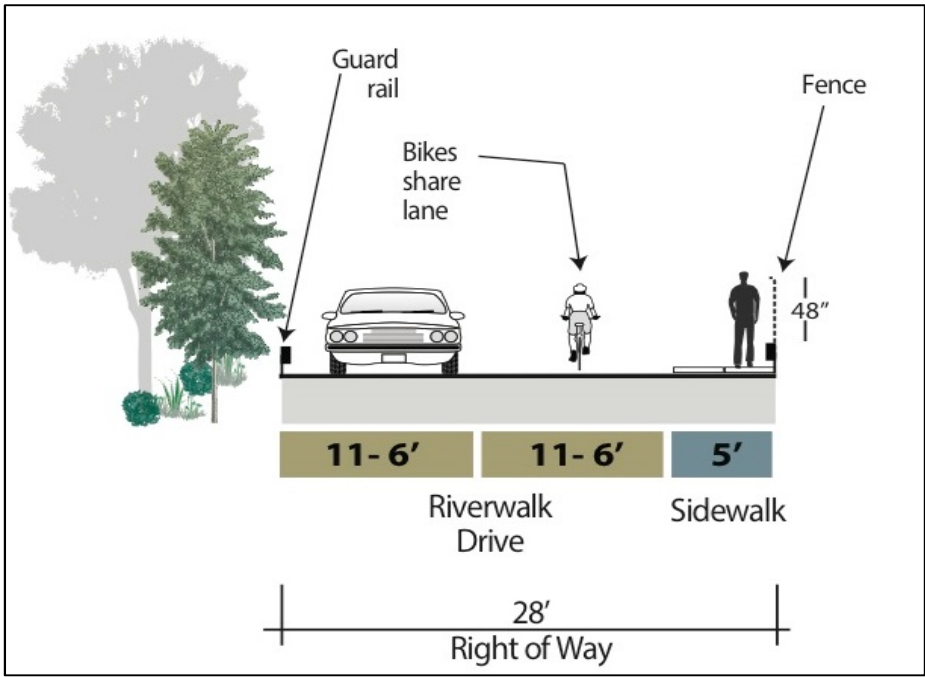 Guard
rail
Fence
Bikes
share
lane
48”
11- 6’
11- 6’
5’
Riverwalk
Drive
Sidewalk
28’
Right of Way